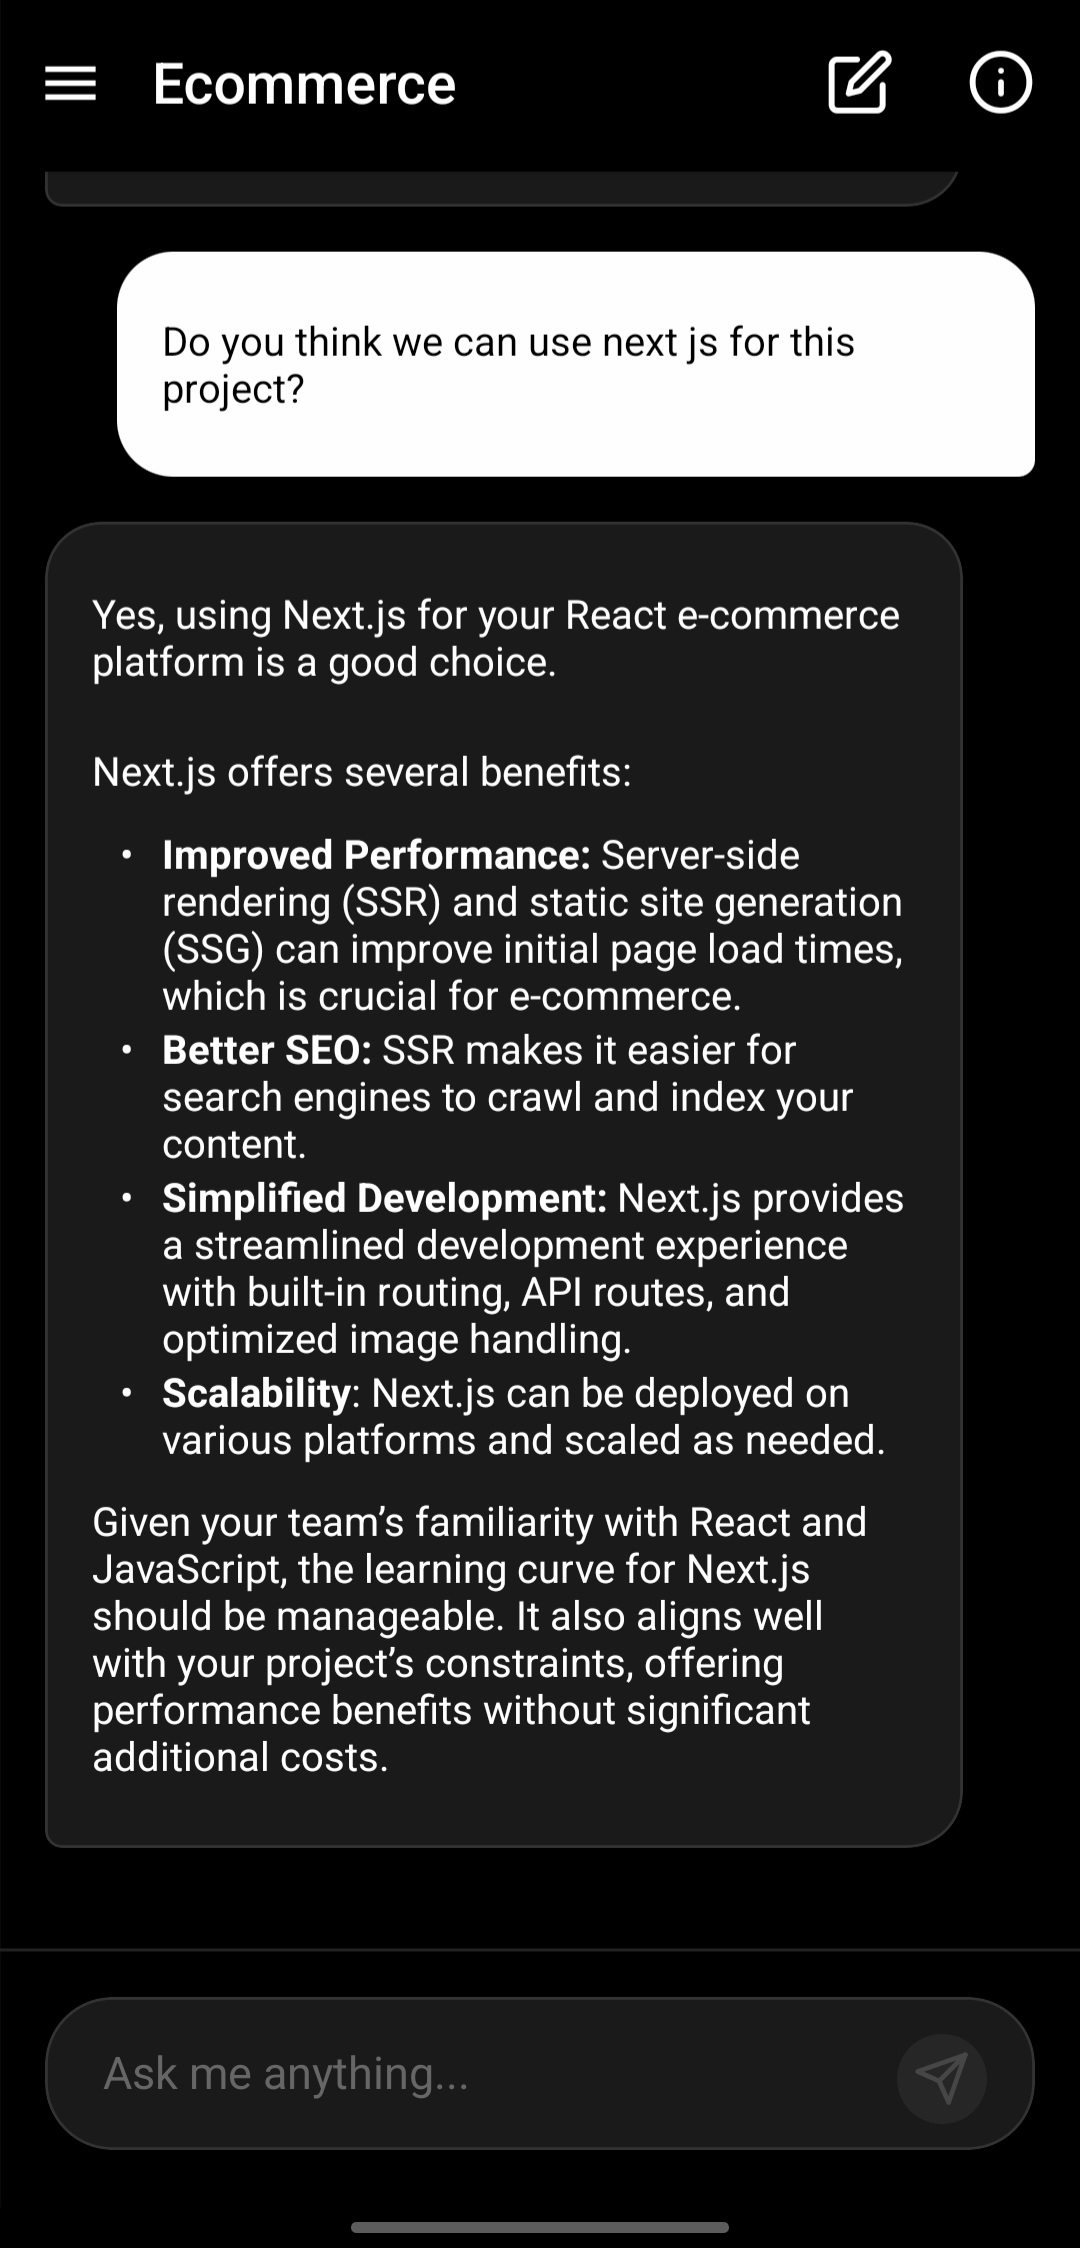 Ecommerce
Do you think we can use next js for this
project?
Yes, using Next.js for your React e-commerce
platform is a good choice.
Next.js offers several benefits:
• Improved Performance: Server-side
rendering (SSR) and static site generation
(SSG) can improve initial page load times,
which is crucial for e-commerce.
• Better SEO: SSR makes it easier for
search engines to crawl and index your
content.
• Simplified Development: Next.js provides
a streamlined development experience
with built-in routing, API routes, and
optimized image handling.
• Scalability: Next.js can be deployed on
various platforms and scaled as needed.
Given your team’s familiarity with React and
JavaScript, the learning curve for Next.js
should be manageable. It also aligns well
with your project’s constraints, offering
performance benefits without significant
additional costs.
Ask me anything...